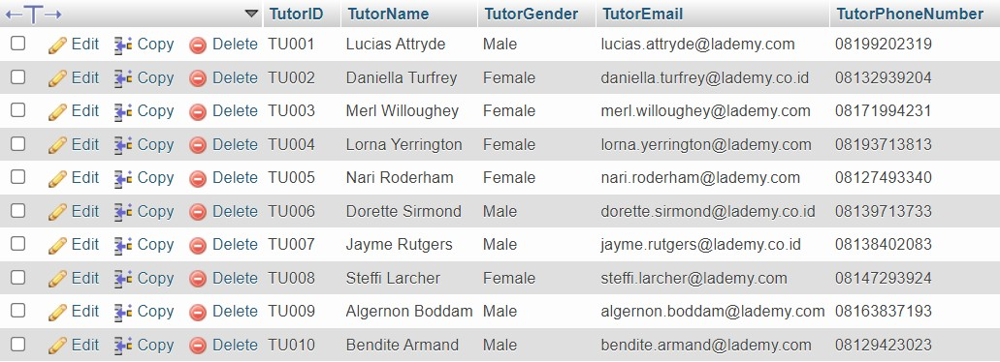 TutorID TutorName TutorGender TutorEmail TutorPhoneNumber
Edit Copy Delete TU001 Lucias Attryde Male lucias.attryde@lademy.com 08199202319
Edit Copy Delete TU002 Daniella Turfrey Female daniella.turfrey@lademy.co.id 08132939204
Edit Copy Delete TU003 Merl Willoughey Female merl.willoughey@lademy.com 08171994231
Edit Copy Delete TU004 Lorna Yerrington Female lorna.yerrington@lademy.com 08193713813
Edit Copy Delete TU005 Nari Roderham Female nari.roderham@lademy.com 08127493340
Edit Copy Delete TU006 Dorette Sirmond Male dorette.sirmond@lademy.co.id 08139713733
Edit Copy Delete TU007 Jayme Rutgers Male jayme.rutgers@lademy.co.id 08138402083
Edit Copy Delete TU008 Steffi Larcher Female steffi.larcher@lademy.com 08147293924
Edit Copy Delete TU009 Algernon Boddam Male algernon.boddam@lademy.com 08163837193
Edit Copy Delete TU010 Bendite Armand Male bendite.armand@lademy.com 08129423023